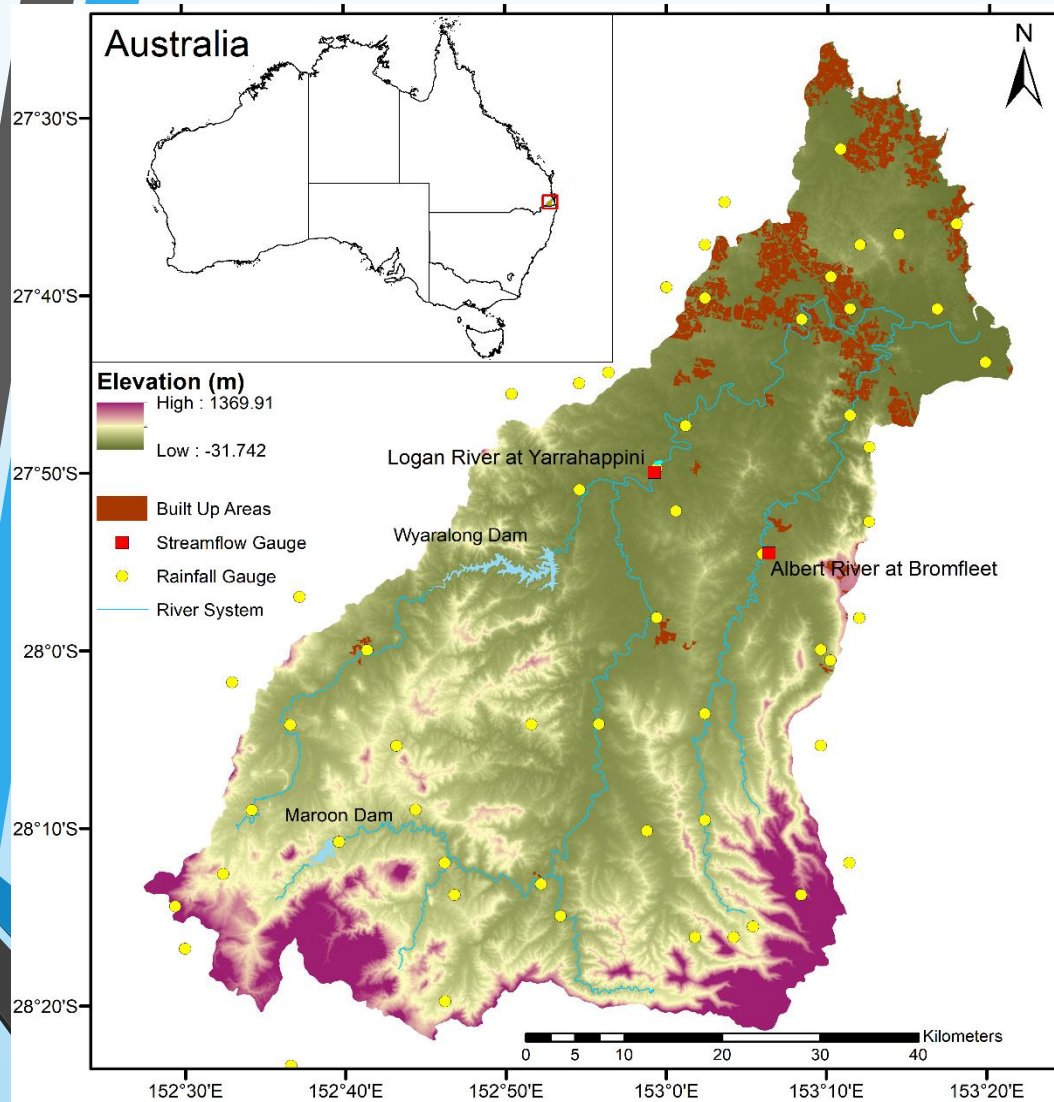 Australia
N
27°30'S
27°40'S
27°50'S
28°0'S
28°10'S
28°20'S
Elevation (m)
High : 1369.91
Low : -31.742
Built Up Areas
Streamflow Gauge
Rainfall Gauge
River System
Logan River at Yarrahappini
Wyaralong Dam
Albert River at Bromfleet
Maroon Dam
Kilometers
0 5 10 20 30 40
152°30'E 152°40'E 152°50'E 153°0'E 153°10'E 153°20'E